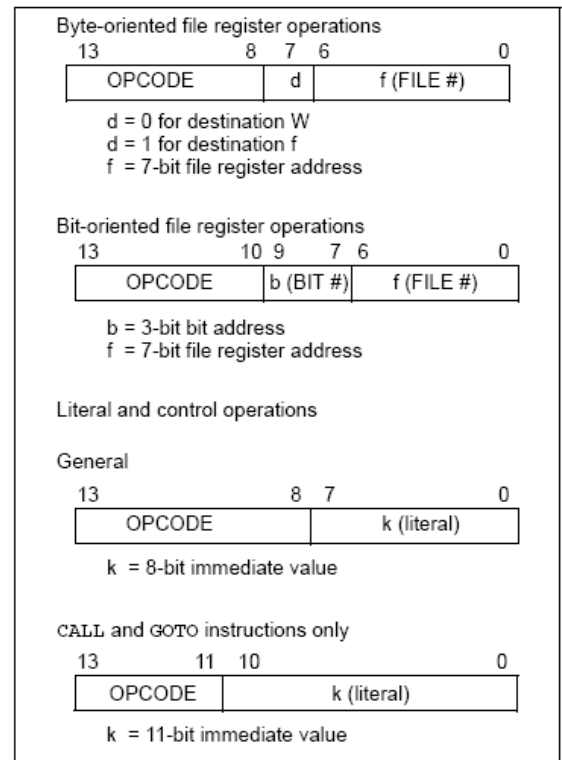 Byte-oriented file register operations
13 8 7 6 0
OPCODE d f (FILE #)
d = 0 for destination W
d = 1 for destination f
f = 7-bit file register address
Bit-oriented file register operations
13 10 9 7 6 0
OPCODE b (BIT #) f (FILE #)
b = 3-bit bit address
f = 7-bit file register address
Literal and control operations
General
13 8 7 0
OPCODE k (literal)
k = 8-bit immediate value
CALL and GOTO instructions only
13 11 10 0
OPCODE k (literal)
k = 11-bit immediate value